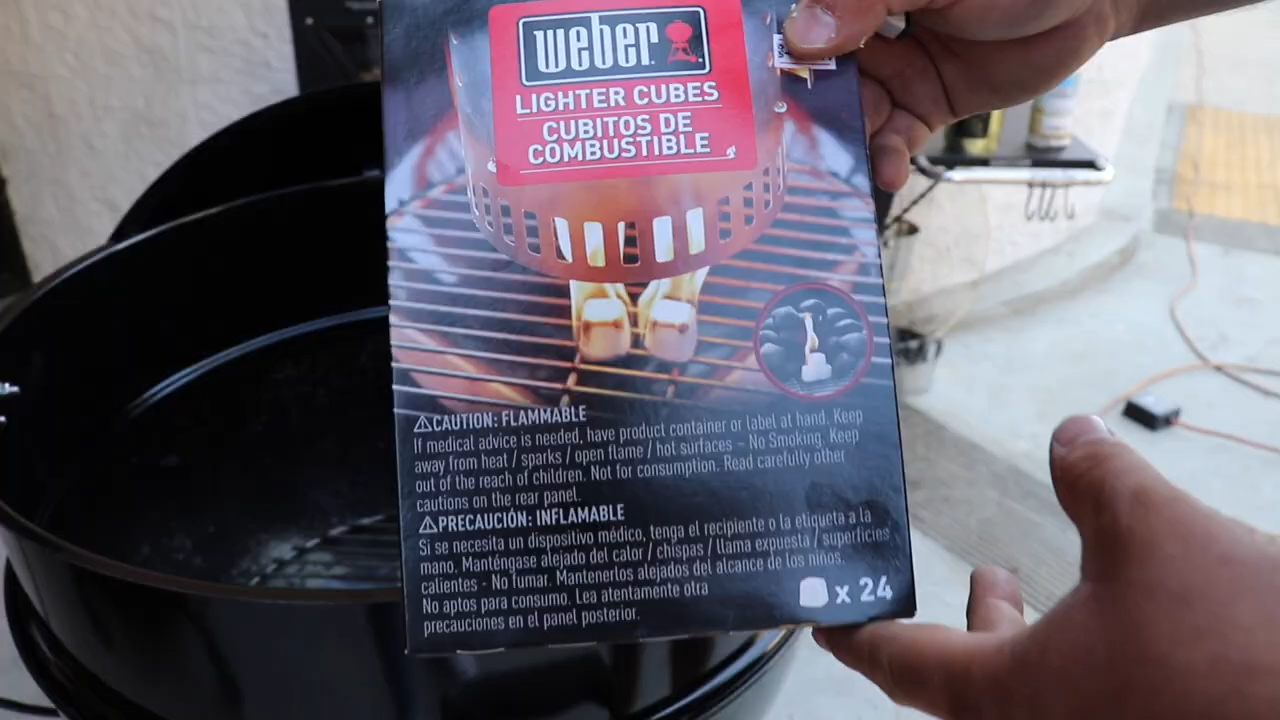 weber
LIGHTER CUBES
CUBITOS DE
COMBUSTIBLE
⚠CAUTION: FLAMMABLE
If medical advice is needed, have product container or label at hand. Keep
away from heat / sparks / open flame / hot surfaces – No Smoking. Keep
out of the reach of children. Not for consumption. Read carefully other
cautions on the rear panel.
⚠PRECAUCIÓN: INFLAMABLE
Si se necesita un dispositivo médico, tenga el recipiente o la etiqueta a la
mano. Manténgase alejado del calor / chispas / llama expuesta / superficies
calientes - No fumar. Mantenerlos alejados del alcance de los niños.
No aptos para consumo. Lea atentamente otra
precauciones en el panel posterior.
x 24